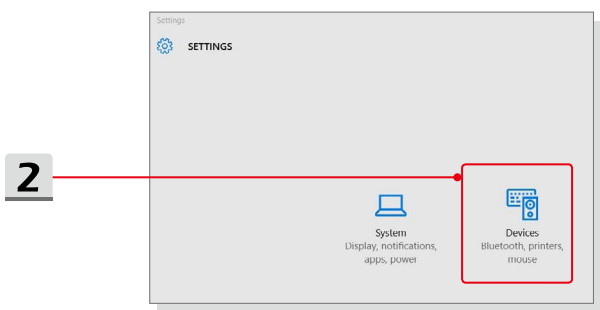 Settings
SETTINGS
2
System
Display, notifications,
apps, power
Devices
Bluetooth, printers,
mouse